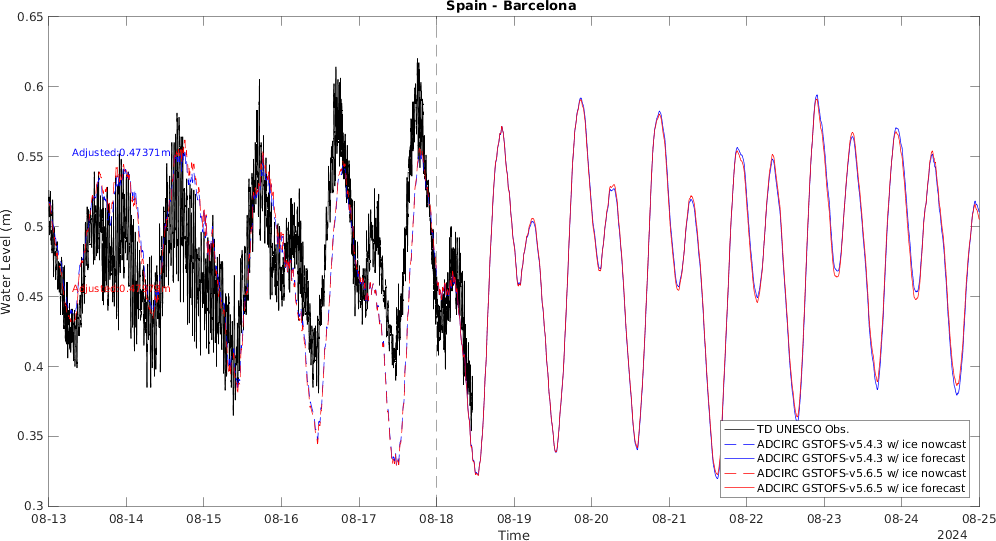 Spain - Barcelona
0.65
0.6
0.55
0.5
0.45
0.4
0.35
0.3
Water Level (m)
Adjusted:0.47371m
TD UNESCO Obs.
ADCIRC GSTOFS-v5.4.3 w/ ice nowcast
ADCIRC GSTOFS-v5.4.3 w/ ice forecast
ADCIRC GSTOFS-v5.6.5 w/ ice nowcast
ADCIRC GSTOFS-v5.6.5 w/ ice forecast
08-13 08-14 08-15 08-16 08-17 08-18 08-19 08-20 08-21 08-22 08-23 08-24 08-25
Time
2024